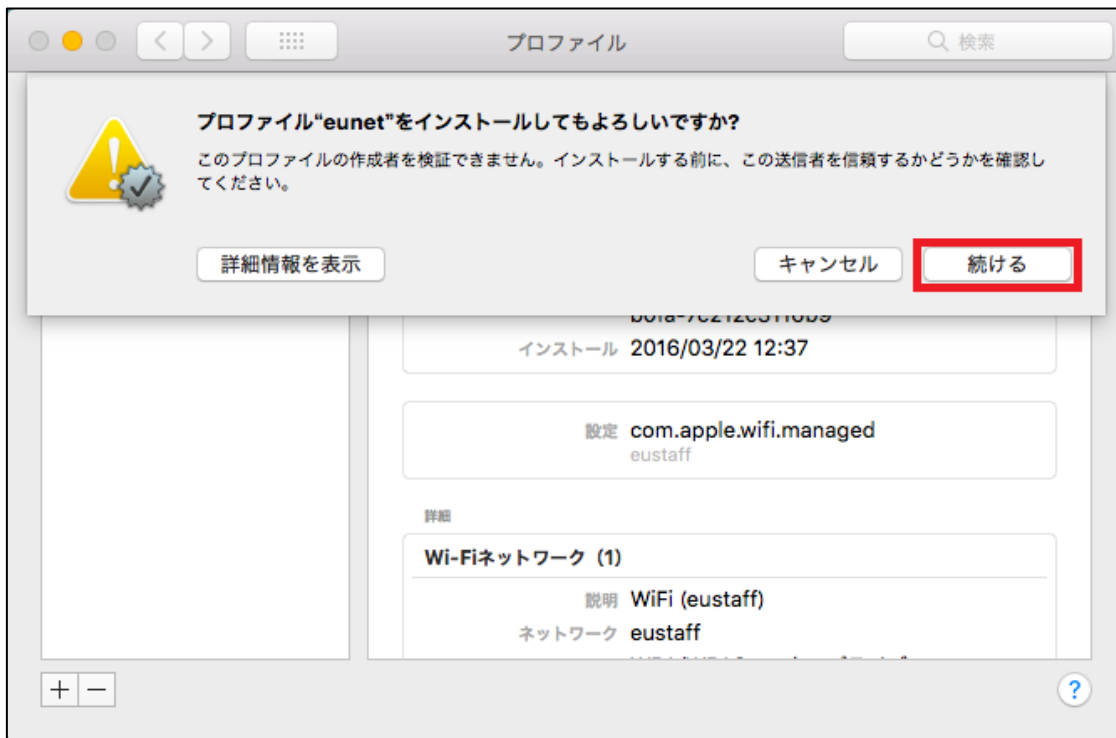 プロファイル
検索
プロファイル“eunet”をインストールしてもよろしいですか?
このプロファイルの作成者を検証できません。インストールする前に、この送信者を信頼するかどうかを確認し
てください。
詳細情報を表示
キャンセル
続ける
インストール 2016/03/22 12:37
設定 com.apple.wifi.managed
eustaff
詳細
Wi-Fiネットワーク (1)
説明 WiFi (eustaff)
ネットワーク eustaff
?